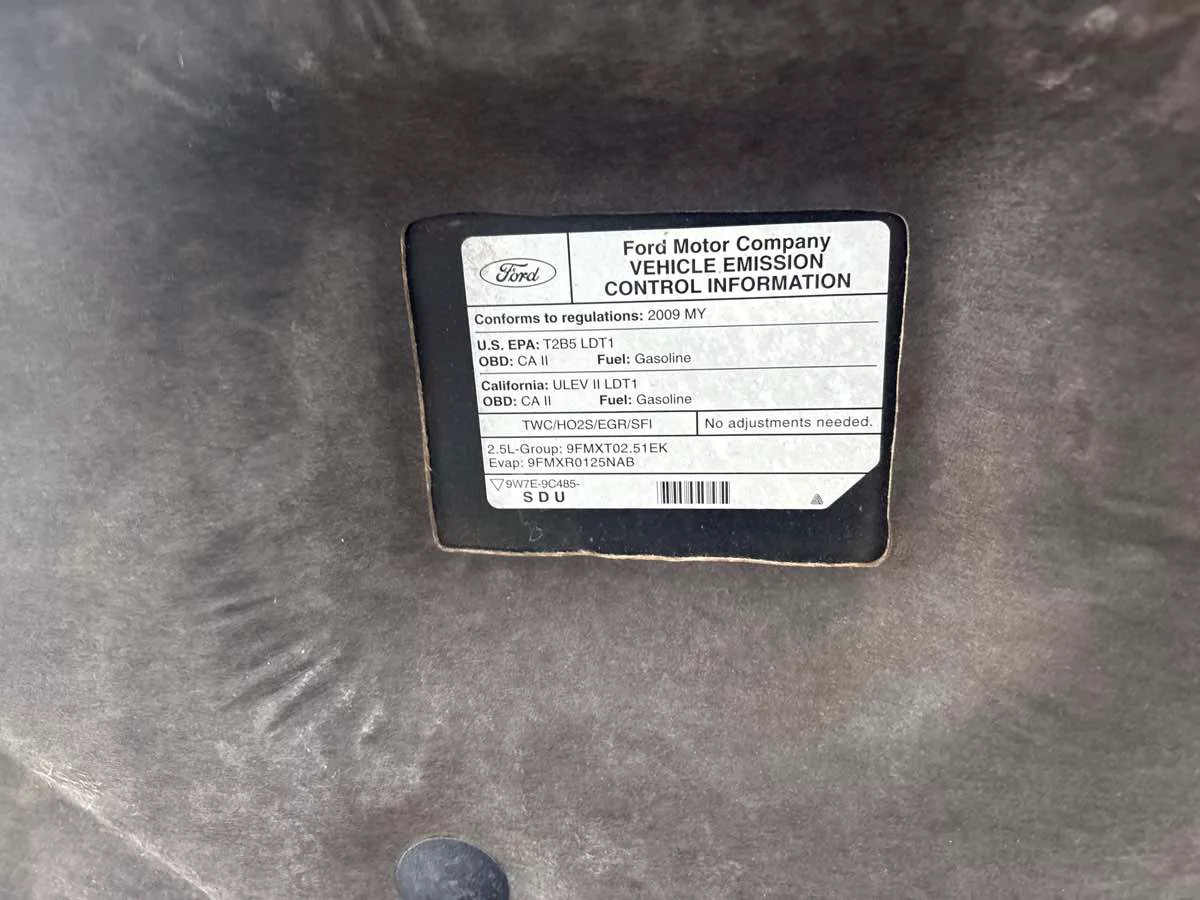 Ford
Ford Motor Company
VEHICLE EMISSION
CONTROL INFORMATION
Conforms to regulations: 2009 MY
U.S. EPA: T2B5 LDT1
OBD: CA II Fuel: Gasoline
California: ULEV II LDT1
OBD: CA II Fuel: Gasoline
TWC/HO2S/EGR/SFI
No adjustments needed.
2.5L-Group: 9FMXT02.51EK
Evap: 9FMXR0125NAB
9W7E-9C485-
SDU